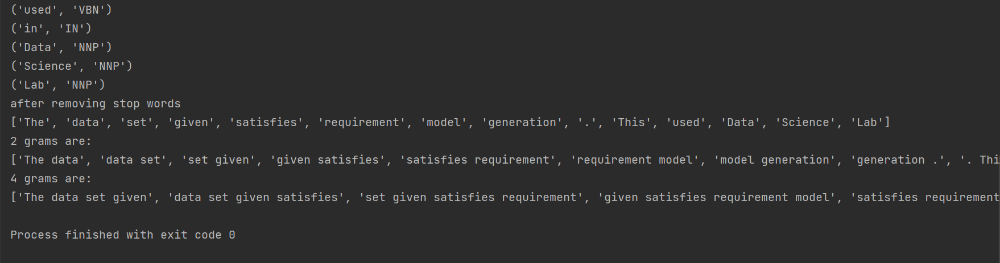 ('used', 'VBN')
('in', 'IN')
('Data', 'NNP')
('Science', 'NNP')
('Lab', 'NNP')
after removing stop words
['The', 'data', 'set', 'given', 'satisfies', 'requirement', 'model', 'generation', '.', 'This', 'used', 'Data', 'Science', 'Lab']
2 grams are:
['The data', 'data set', 'set given', 'given satisfies', 'satisfies requirement', 'requirement model', 'model generation', 'generation .', '. Thi
4 grams are:
['The data set given', 'data set given satisfies', 'set given satisfies requirement', 'given satisfies requirement model', 'satisfies requirement
Process finished with exit code 0